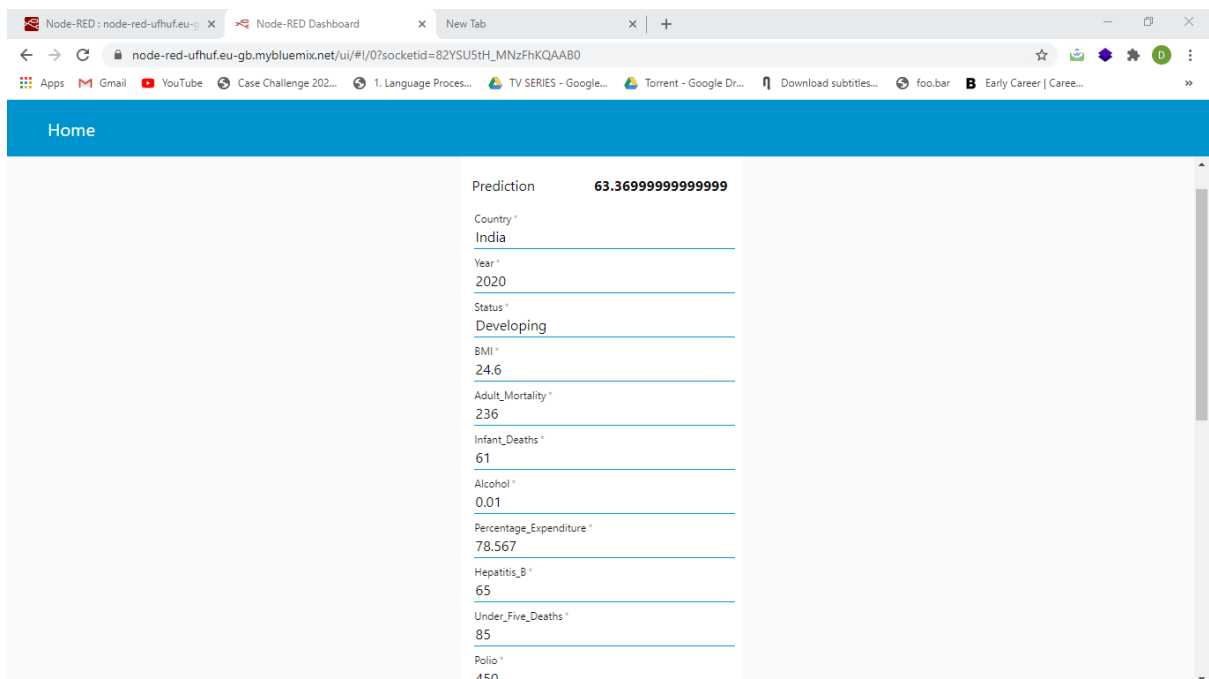 Node-RED : node-red-ufhuf.eu-g
Node-RED Dashboard
New Tab
node-red-ufhuf.eu-gb.mybluemix.net/ui/#!/0?socketid=82YSU5tH_MNzFhKQAAB0
D
Apps
Gmail
YouTube
Case Challenge 202...
1. Language Proces...
TV SERIES - Google...
Torrent - Google Dr...
Download subtitles...
foo.bar
B
Early Career | Caree...
»
Home
Prediction 63.36999999999999
Country *
India
Year *
2020
Status *
Developing
BMI *
24.6
Adult_Mortality *
236
Infant_Deaths *
61
Alcohol *
0.01
Percentage_Expenditure *
78.567
Hepatitis_B *
65
Under_Five_Deaths *
85
Polio *
450